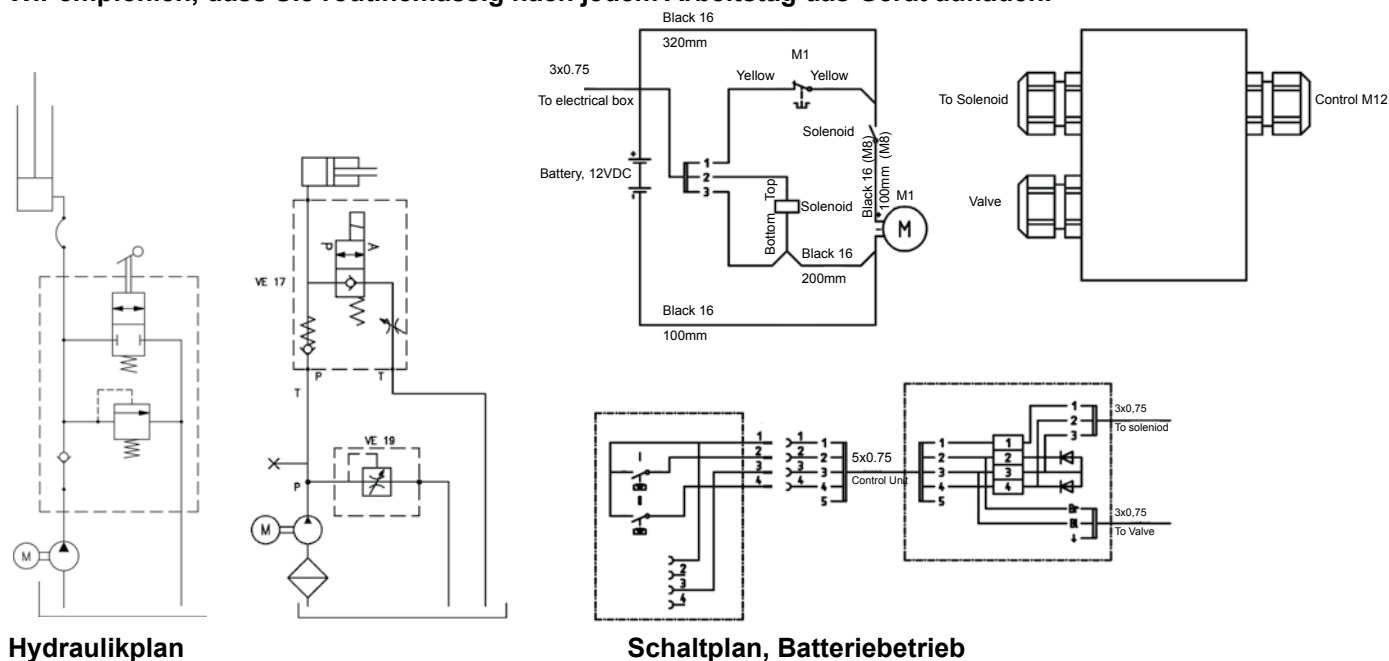 Wir empfehlen, dass Sie routinemässig nach jedem Arbeitstag das Gerät aufladen.
Black 16
320mm
M1
3x0.75
Yellow
Yellow
To electrical box
To Solenoid
Control M12
Solenoid
Black 16 (M8)
100mm (M8)
+
1
2
3
Battery, 12VDC
-
Top
Solenoid
Bottom
M1
+
-
M
Valve
Black 16
200mm
Black 16
100mm
A
P
VE 17
P
T
T
VE 19
P
M
M
I
II
1
2
3
4
1
2
3
4
1
2
3
4
5
5x0.75
Control Unit
1
2
3
4
5
1
2
3
4
1
2
3
3x0,75
To soleniod
Br
Bl
3x0,75
To Valve
2
3
4
Hydraulikplan
Schaltplan, Batteriebetrieb